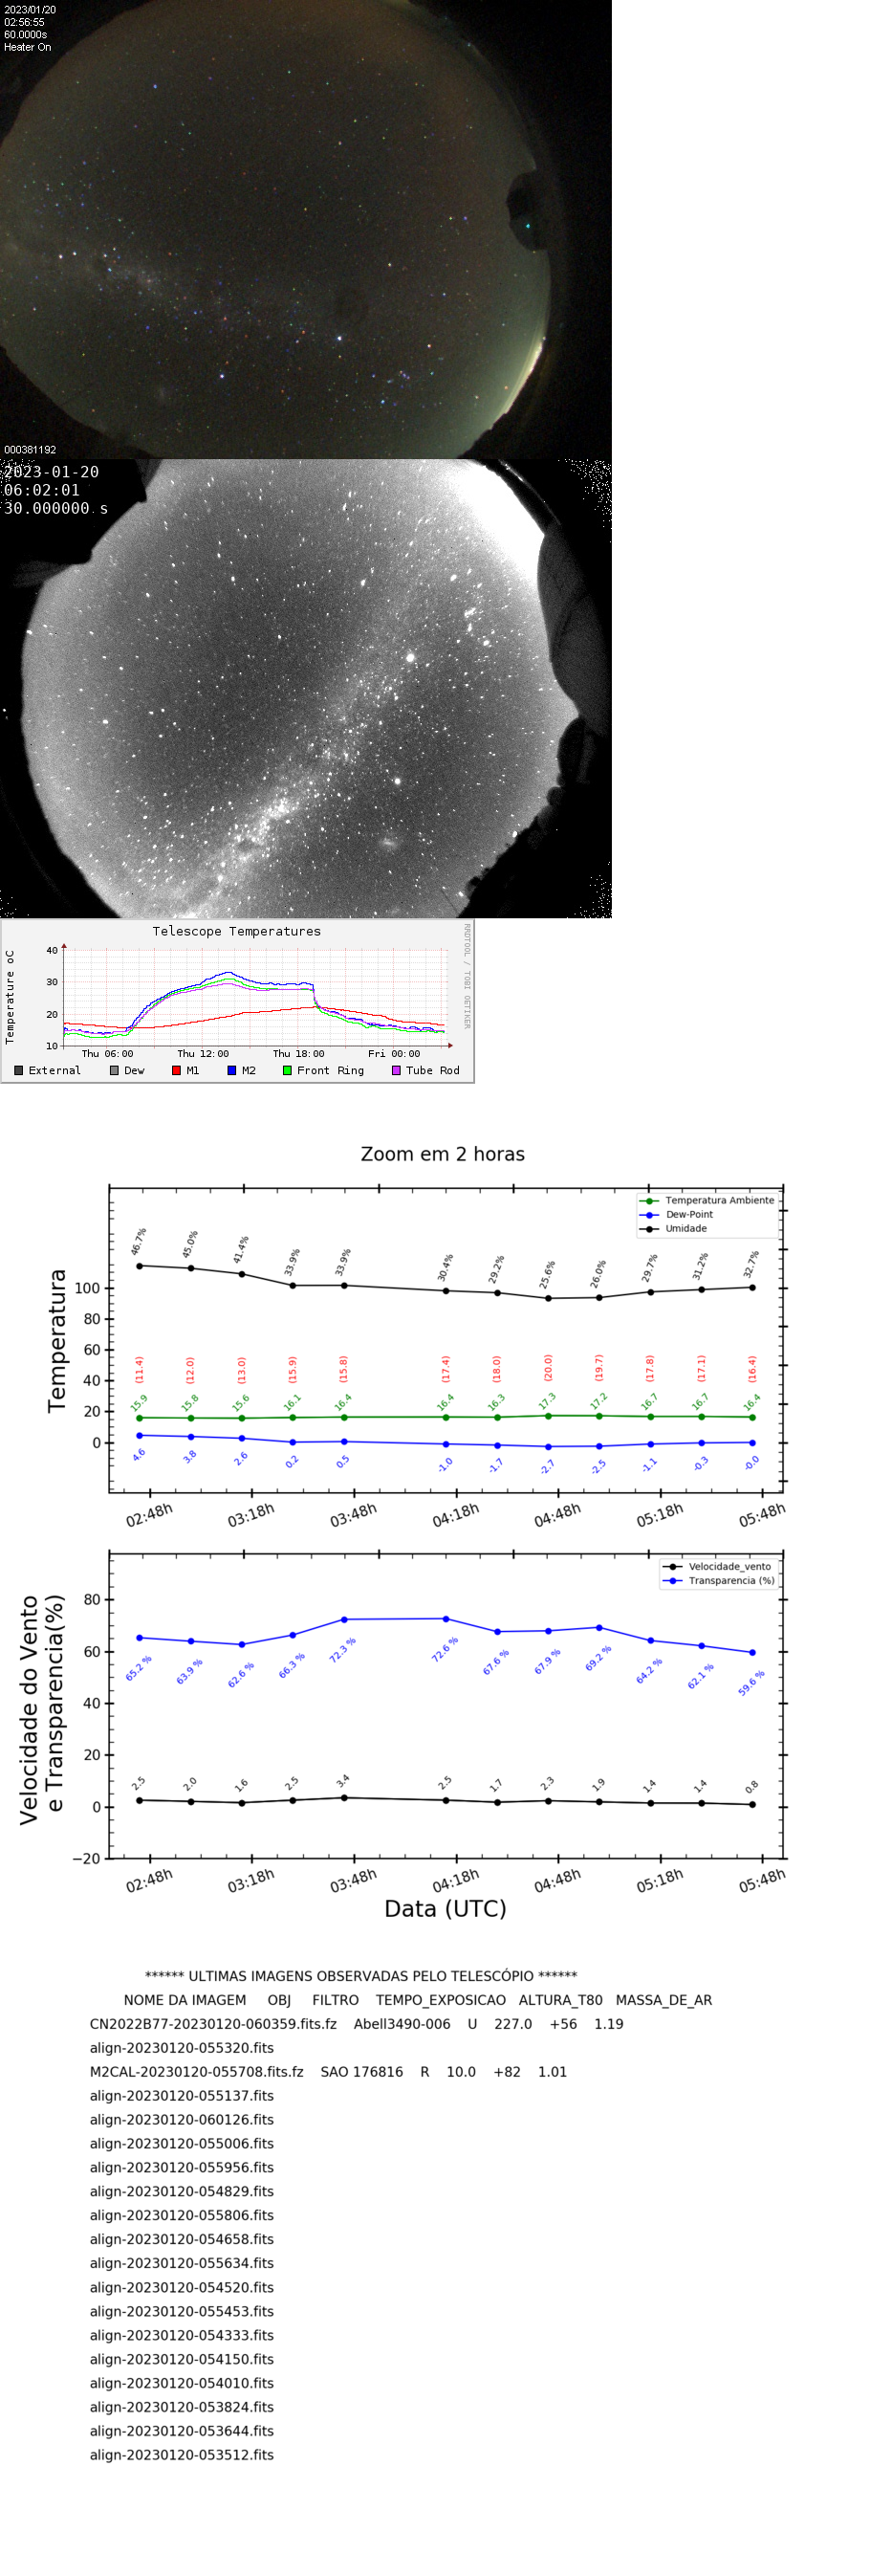 2023/01/20
02:56:55
60.0000s
Heater On
000381192
2023-01-20
06:02:01
30.000000 s
Telescope Temperatures
RRDTOOL / TOBI OETIKER
Temperature oC
40
30
20
10
Thu 06:00 Thu 12:00 Thu 18:00 Fri 00:00
External Dew M1 M2 Front Ring Tube Rod
Zoom em 2 horas
Temperatura Ambiente
Dew-Point
Umidade
46.7% 45.0% 41.4% 33.9% 33.9% 30.4% 29.2% 25.6% 26.0% 29.7% 31.2% 32.7%
Temperatura
100
80
60
40
20
0
(11.4) (12.0) (13.0) (15.9) (15.8) (17.4) (18.0) (20.0) (19.7) (17.8) (17.1) (16.4)
15.9 15.8 15.6 16.1 16.4 16.4 16.3 17.3 17.2 16.7 16.7 16.4
4.6 3.8 2.6 0.2 0.5 -1.0 -1.7 -2.7 -2.5 -1.1 -0.3 -0.0
02:48h 03:18h 03:48h 04:18h 04:48h 05:18h 05:48h
Velocidade_vento
Transparencia (%)
Velocidade do Vento
e Transparencia(%)
80
60
40
20
0
−20
65.2 % 63.9 % 62.6 % 66.3 % 72.3 % 72.6 % 67.6 % 67.9 % 69.2 % 64.2 % 62.1 % 59.6 %
2.5 2.0 1.6 2.5 3.4 2.5 1.7 2.3 1.9 1.4 1.4 0.8
02:48h 03:18h 03:48h 04:18h 04:48h 05:18h 05:48h
Data (UTC)
****** ULTIMAS IMAGENS OBSERVADAS PELO TELESCÓPIO ******
NOME DA IMAGEM OBJ FILTRO TEMPO_EXPOSICAO ALTURA_T80 MASSA_DE_AR
CN2022B77-20230120-060359.fits.fz Abell3490-006 U 227.0 +56 1.19
align-20230120-055320.fits
M2CAL-20230120-055708.fits.fz SAO 176816 R 10.0 +82 1.01
align-20230120-055137.fits
align-20230120-060126.fits
align-20230120-055006.fits
align-20230120-055956.fits
align-20230120-054829.fits
align-20230120-055806.fits
align-20230120-054658.fits
align-20230120-055634.fits
align-20230120-054520.fits
align-20230120-055453.fits
align-20230120-054333.fits
align-20230120-054150.fits
align-20230120-054010.fits
align-20230120-053824.fits
align-20230120-053644.fits
align-20230120-053512.fits